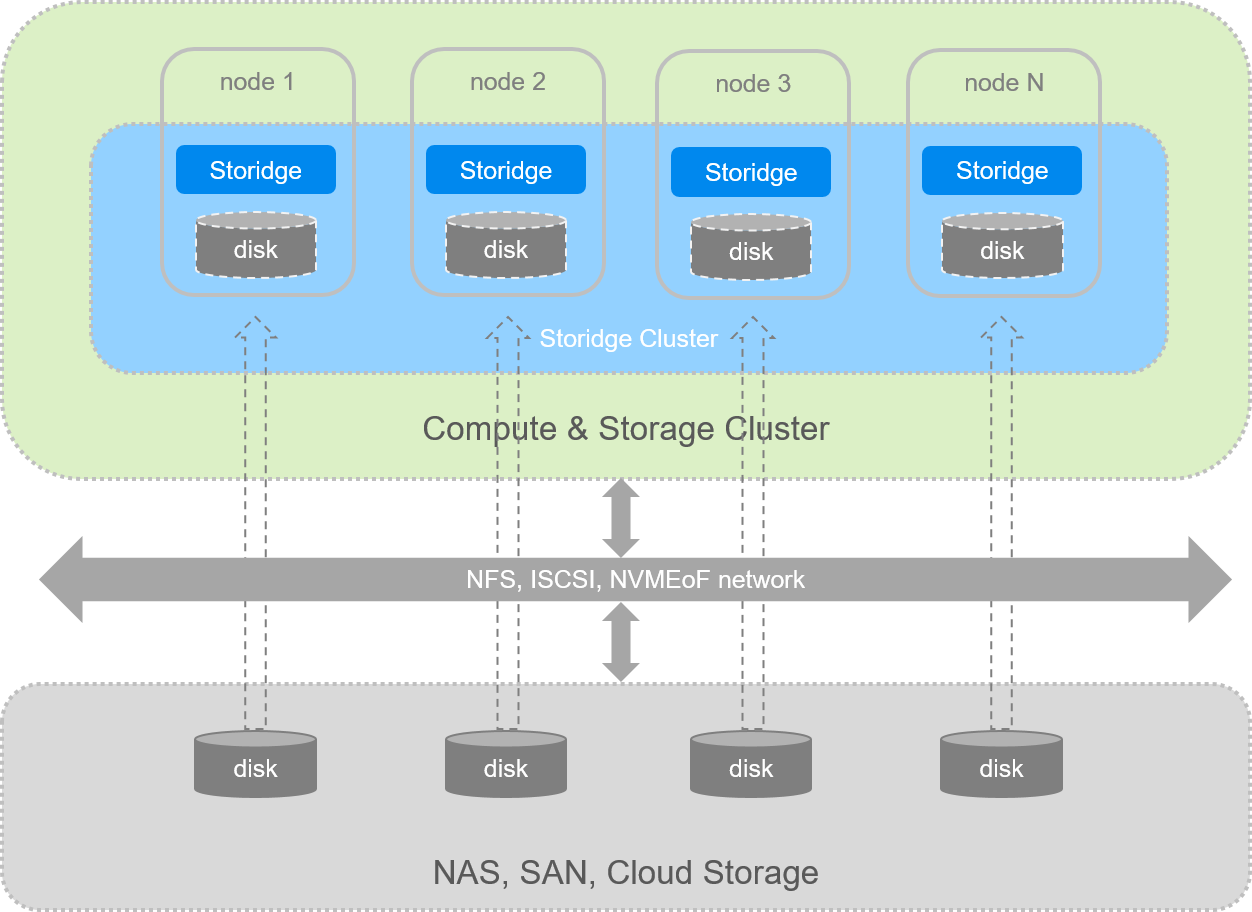 node 1
node 2
node 3
node N
Storidge
Storidge
Storidge
Storidge
disk
disk
disk
disk
Storidge Cluster
Compute & Storage Cluster
NFS, ISCSI, NVMEoF network
disk
disk
disk
disk
NAS, SAN, Cloud Storage